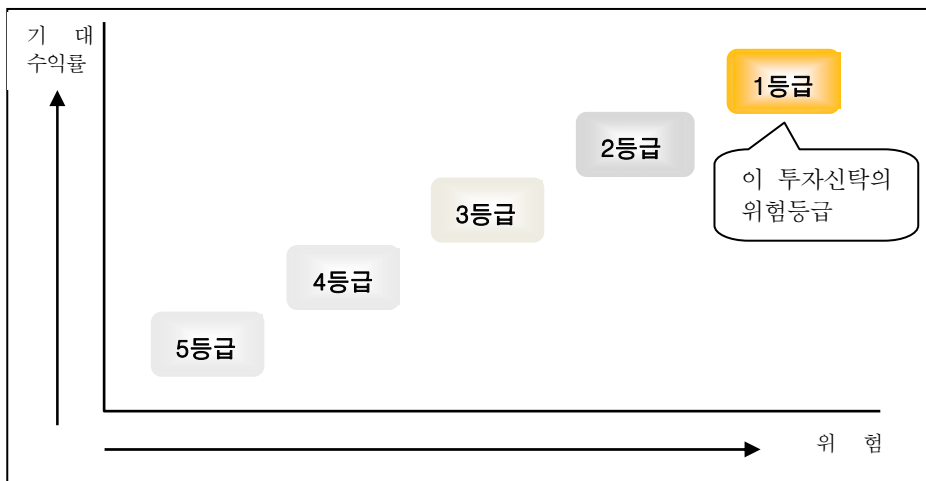 기 대
수익률
1등급
2등급
이 투자신탁의
위험등급
3등급
4등급
5등급
위 험